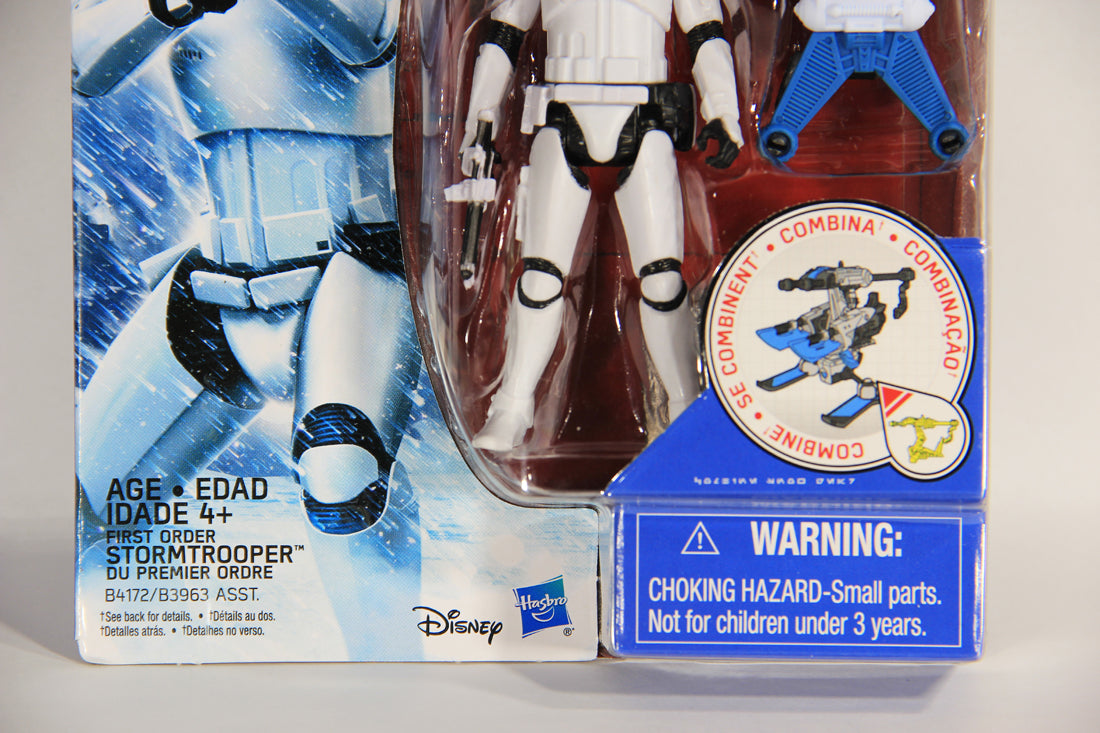 COMBINE† • SE COMBINENT† • COMBINA† • COMBINAÇÃO†
AGE • EDAD
IDADE 4+
FIRST ORDER
STORMTROOPER™
DU PREMIER ORDRE
B4172/B3963 ASST.
†See back for details. • †Détails au dos.
†Detalles atrás. • †Detalhes no verso.
Disney
Hasbro
®
WARNING:
CHOKING HAZARD-Small parts.
Not for children under 3 years.